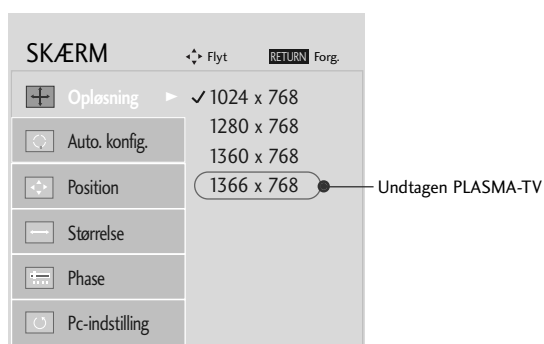 SKÆRM
Flyt RETURN Forg.
Opløsning
✓ 1024 x 768
1280 x 768
1360 x 768
1366 x 768
Undtagen PLASMA-TV
Auto. konfig.
Position
Størrelse
Phase
Pc-indstilling